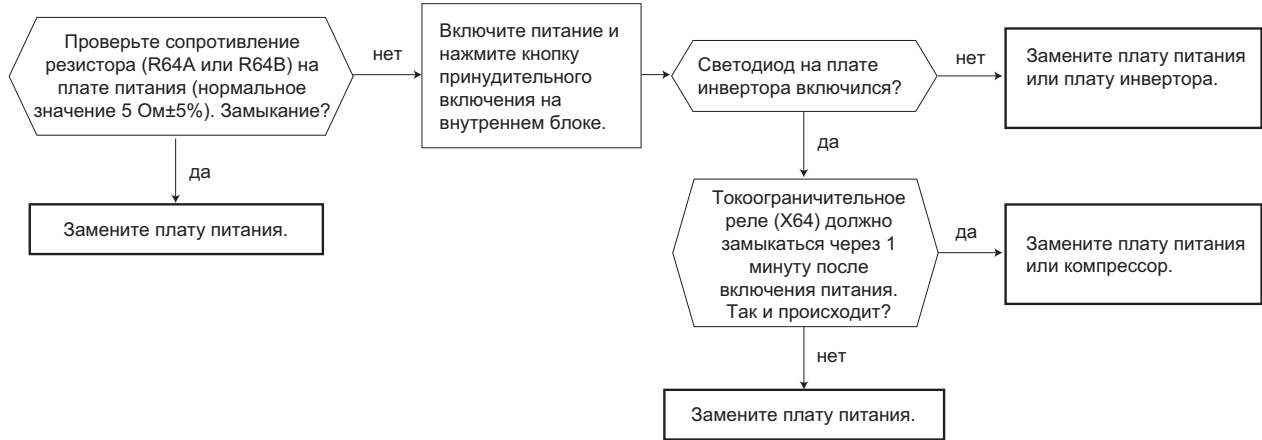 Проверьте сопротивление
резистора (R64A или R64B) на
плате питания (нормальное
значение 5 Ом±5%). Замыкание?
нет
Включите питание и
нажмите кнопку
принудительного
включения на
внутреннем блоке.
Светодиод на плате
инвертора включился?
нет
Замените плату питания
или плату инвертора.
да
Замените плату питания.
да
Токоограничительное
реле (X64) должно
замыкаться через 1
минуту после
включения питания.
Так и происходит?
да
Замените плату питания
или компрессор.
нет
Замените плату питания.